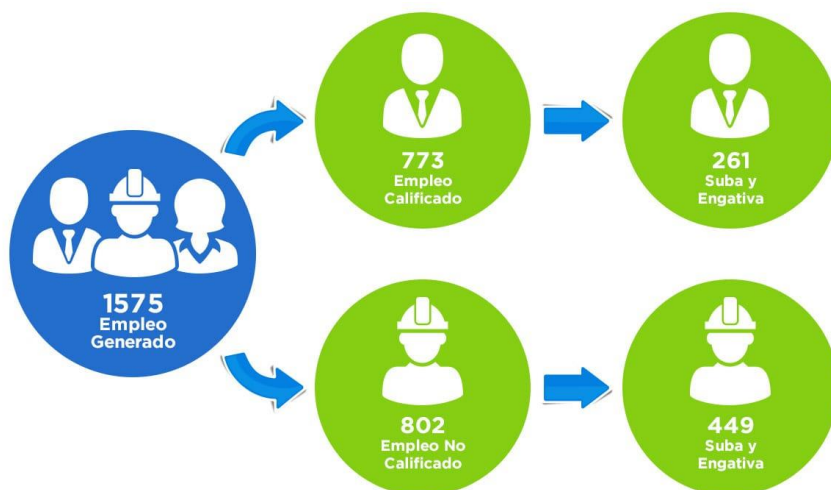 773
Empleo
Calificado
261
Suba y
Engativa
1575
Empleo
Generado
802
Empleo No
Calificado
449
Suba y
Engativa